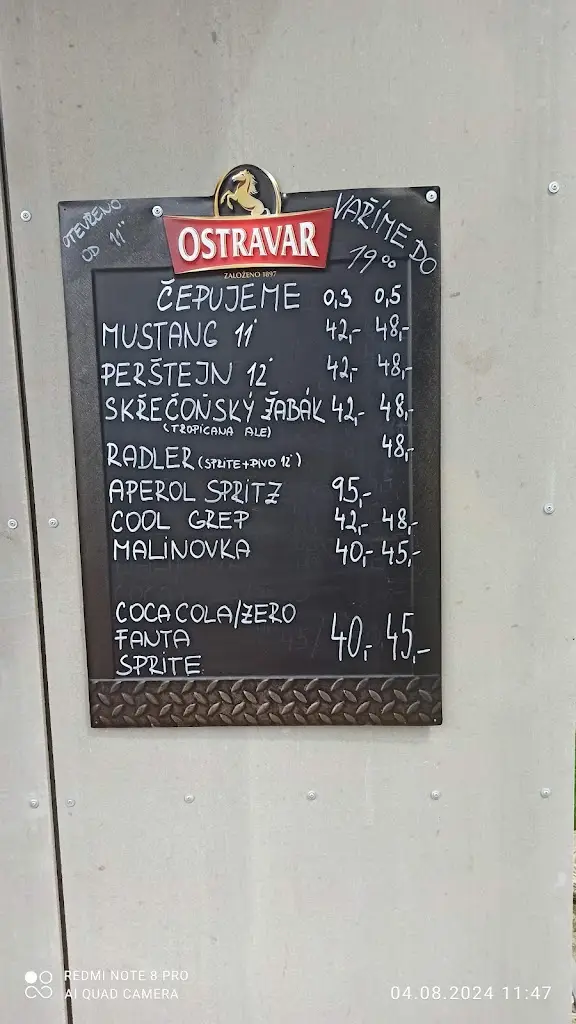 OTEVŘENO
OD 11°°
VAŘÍME DO
19°°
OSTRAVAR
ZALOŽENO 1897
ČEPUJEME 0,3 0,5
MUSTANG 11° 42,- 48,-
PERŠTEJN 12° 42,- 48,-
SKŘEČOŇSKÝ ŽABÁK 42,- 48,-
(TROPICANA ALE)
RADLER (SPRITE+PIVO 12°) 48,-
APEROL SPRITZ 95,-
COOL GREP 42,- 48,-
MALINOVKA 40,- 45,-
COCA COLA/ZERO
FANTA 40,- 45,-
SPRITE
REDMI NOTE 8 PRO
AI QUAD CAMERA
04.08.2024 11:47